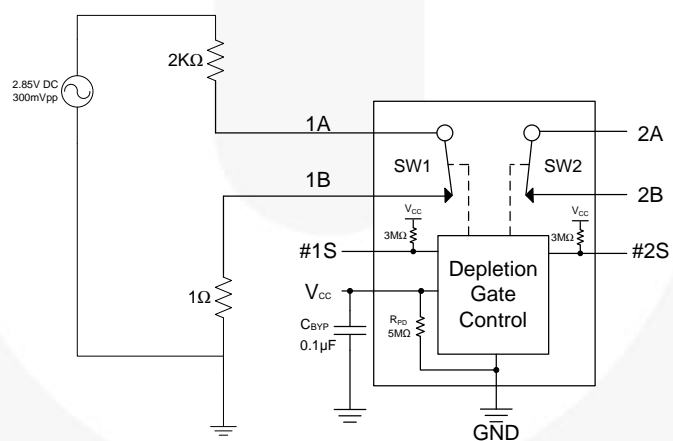 2KΩ
2.85V DC
300mVpp
1A
2A
SW1
SW2
1B
2B
VCC
VCC
3MΩ
3MΩ
#1S
#2S
Depletion
Gate
Control
VCC
1Ω
CBYP
0.1µF
RPD
5MΩ
GND